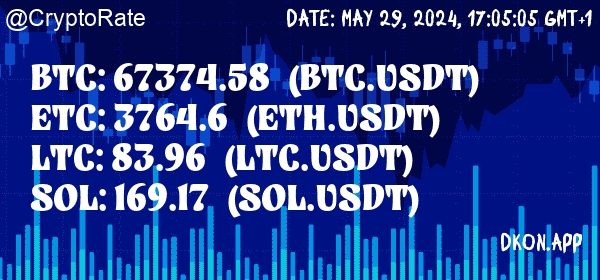 @CryptoRate
DATE: MAY 29, 2024, 17:05:05 GMT+1
BTC: 67374.58 (BTC.USDT)
ETC: 3764.6 (ETH.USDT)
LTC: 83.96 (LTC.USDT)
SOL: 169.17 (SOL.USDT)
DKON.APP